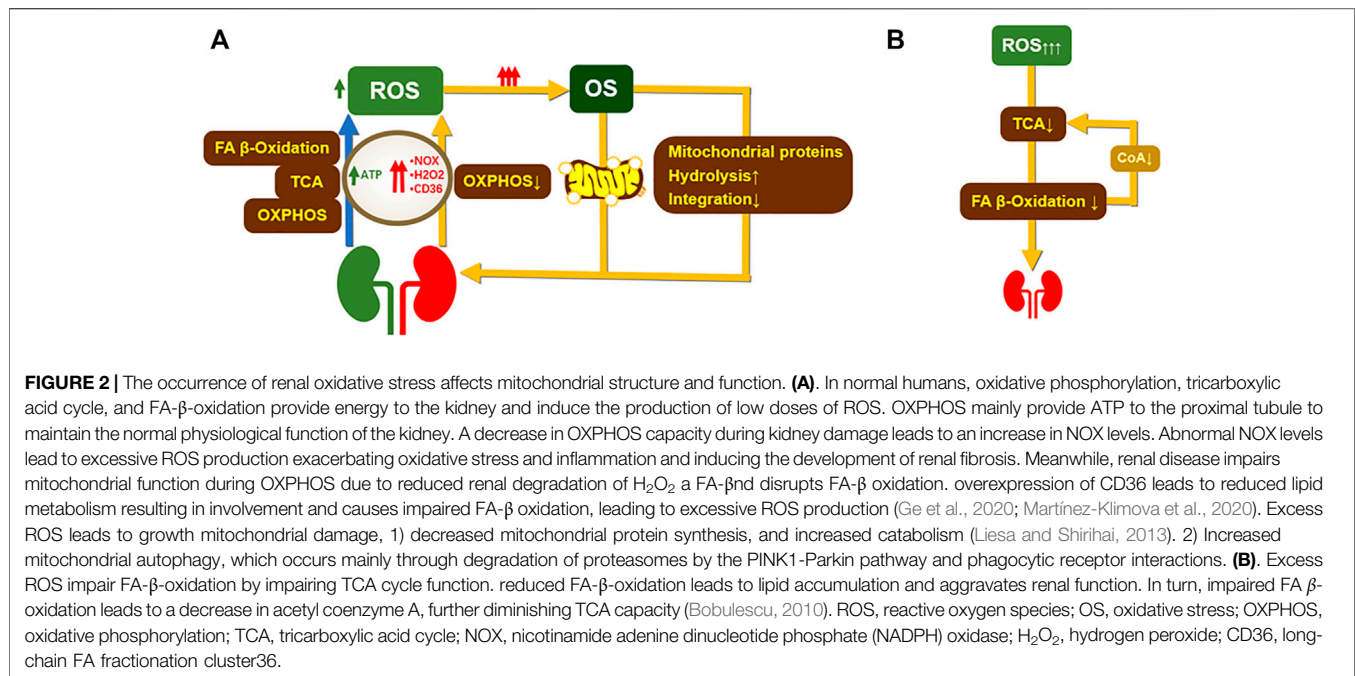 A
B
ROS↑↑↑
↑ ROS
↑↑↑
OS
TCA↓
FA β-Oxidation
TCA
OXPHOS
↑ATP
•NOX
•H2O2
•CD36
OXPHOS↓
Mitochondrial proteins
Hydrolysis↑
Integration↓
CoA↓
FA β-Oxidation ↓
FIGURE 2 | The occurrence of renal oxidative stress affects mitochondrial structure and function. (A). In normal humans, oxidative phosphorylation, tricarboxylic
acid cycle, and FA-β-oxidation provide energy to the kidney and induce the production of low doses of ROS. OXPHOS mainly provide ATP to the proximal tubule to
maintain the normal physiological function of the kidney. A decrease in OXPHOS capacity during kidney damage leads to an increase in NOX levels. Abnormal NOX levels
lead to excessive ROS production exacerbating oxidative stress and inflammation and inducing the development of renal fibrosis. Meanwhile, renal disease impairs
mitochondrial function during OXPHOS due to reduced renal degradation of H₂O₂ a FA-βnd disrupts FA-β oxidation. overexpression of CD36 leads to reduced lipid
metabolism resulting in involvement and causes impaired FA-β oxidation, leading to excessive ROS production (Ge et al., 2020; Martínez-Klimova et al., 2020). Excess
ROS leads to growth mitochondrial damage, 1) decreased mitochondrial protein synthesis, and increased catabolism (Liesa and Shirihai, 2013). 2) Increased
mitochondrial autophagy, which occurs mainly through degradation of proteasomes by the PINK1-Parkin pathway and phagocytic receptor interactions. (B). Excess
ROS impair FA-β-oxidation by impairing TCA cycle function. reduced FA-β-oxidation leads to lipid accumulation and aggravates renal function. In turn, impaired FA β-
oxidation leads to a decrease in acetyl coenzyme A, further diminishing TCA capacity (Bobulescu, 2010). ROS, reactive oxygen species; OS, oxidative stress; OXPHOS,
oxidative phosphorylation; TCA, tricarboxylic acid cycle; NOX, nicotinamide adenine dinucleotide phosphate (NADPH) oxidase; H₂O₂, hydrogen peroxide; CD36, long-
chain FA fractionation cluster36.